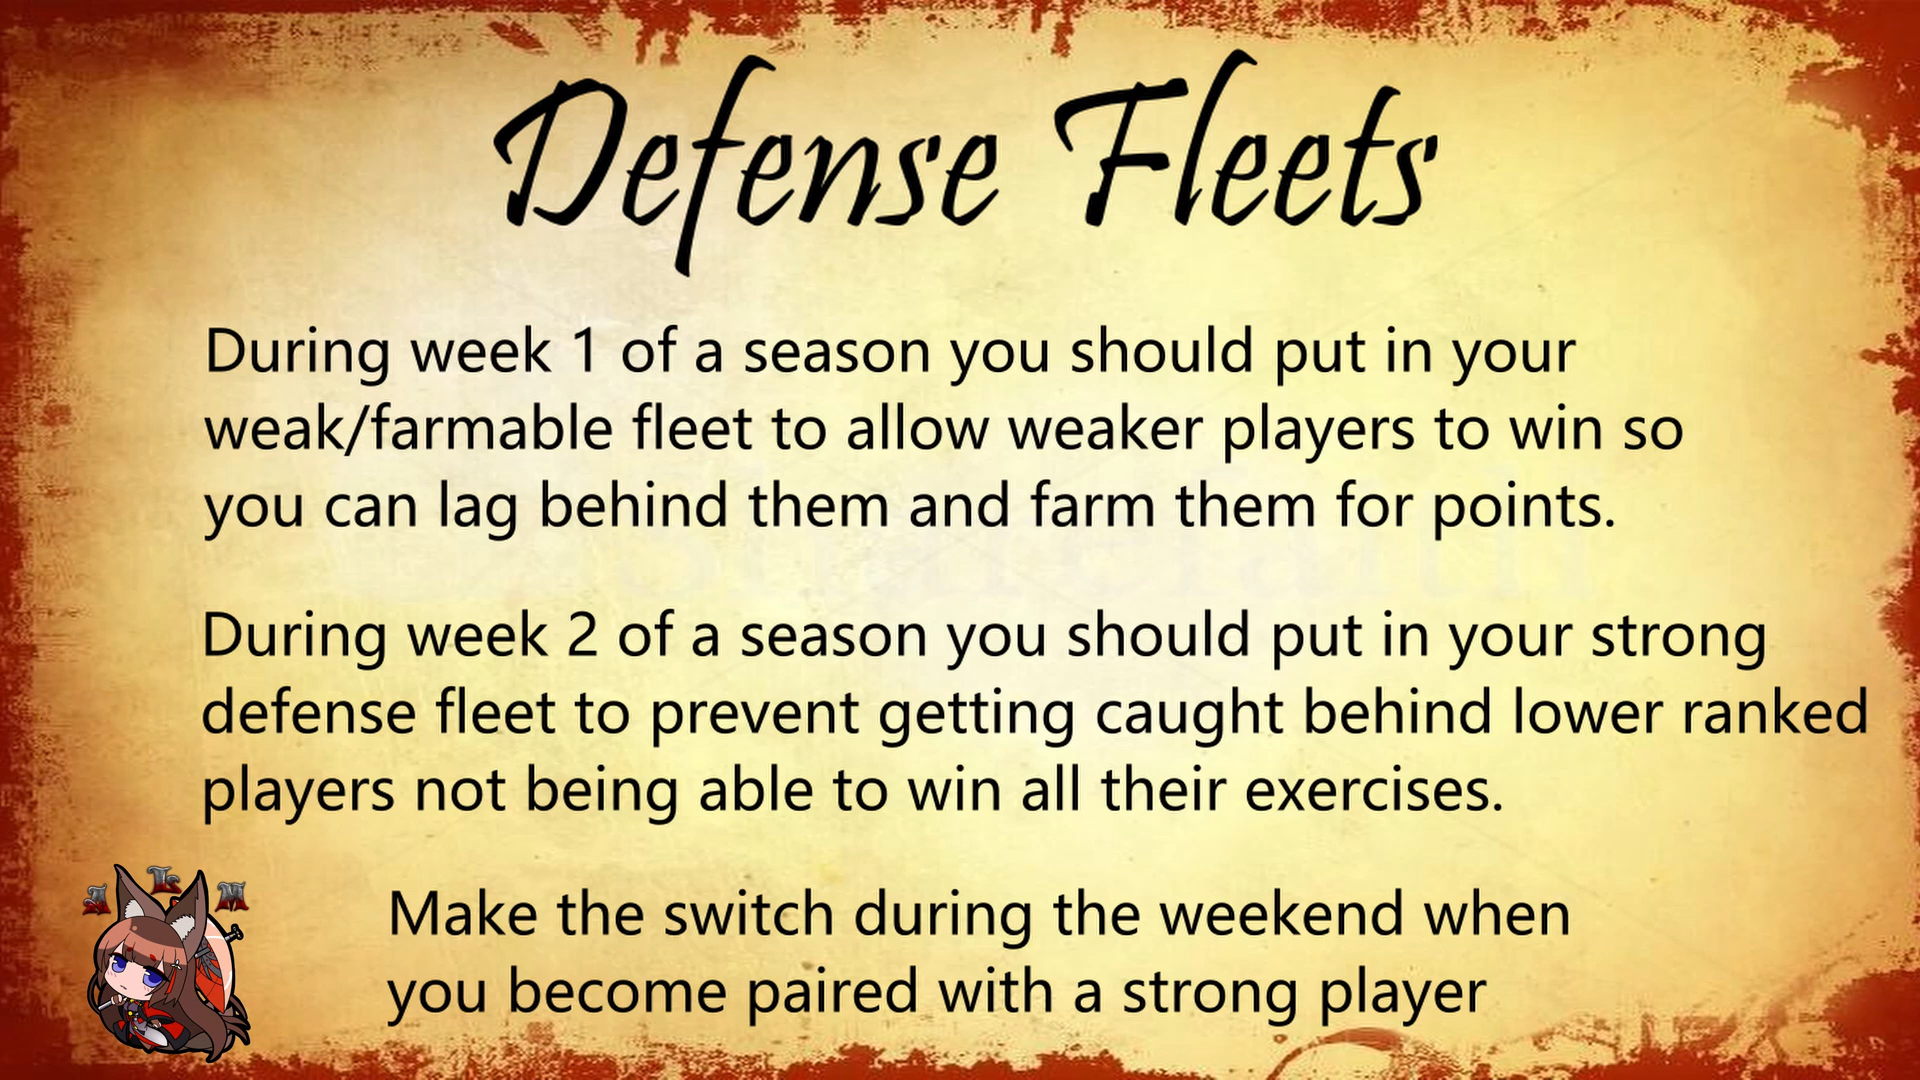 Defense Fleets
During week 1 of a season you should put in your
weak/farmable fleet to allow weaker players to win so
you can lag behind them and farm them for points.
During week 2 of a season you should put in your strong
defense fleet to prevent getting caught behind lower ranked
players not being able to win all their exercises.
Make the switch during the weekend when
you become paired with a strong player